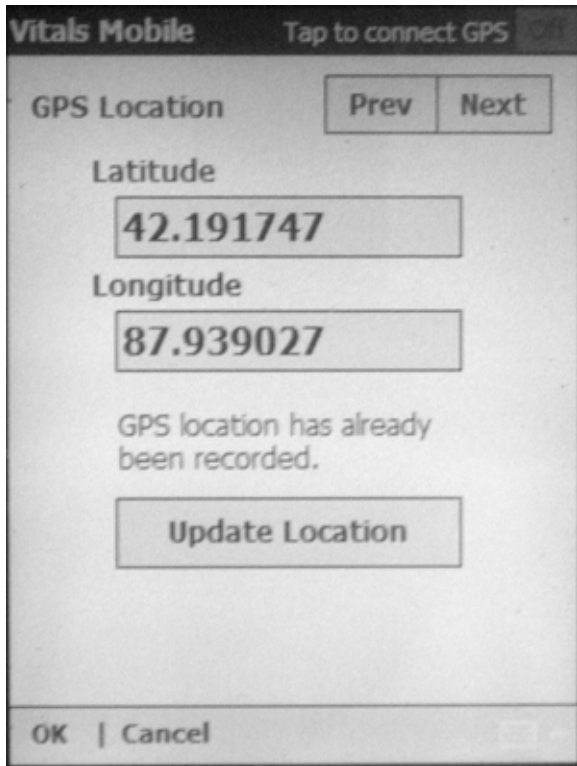 Vitals Mobile Tap to connect GPS Off
GPS Location Prev Next
Latitude
42.191747
Longitude
87.939027
GPS location has already
been recorded.
Update Location
OK | Cancel